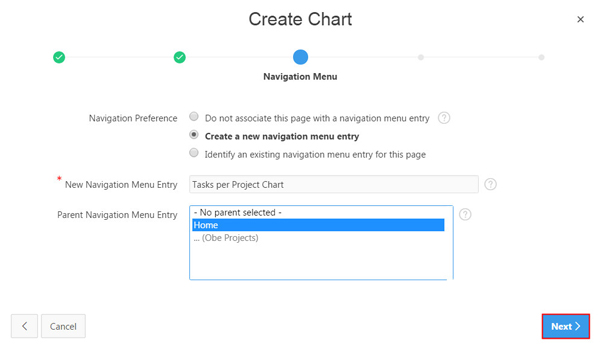 Create Chart
Navigation Menu
Navigation Preference
Do not associate this page with a navigation menu entry
Create a new navigation menu entry
Identify an existing navigation menu entry for this page
* New Navigation Menu Entry Tasks per Project Chart
Parent Navigation Menu Entry
- No parent selected -
Home
... (Obe Projects)
Cancel
Next